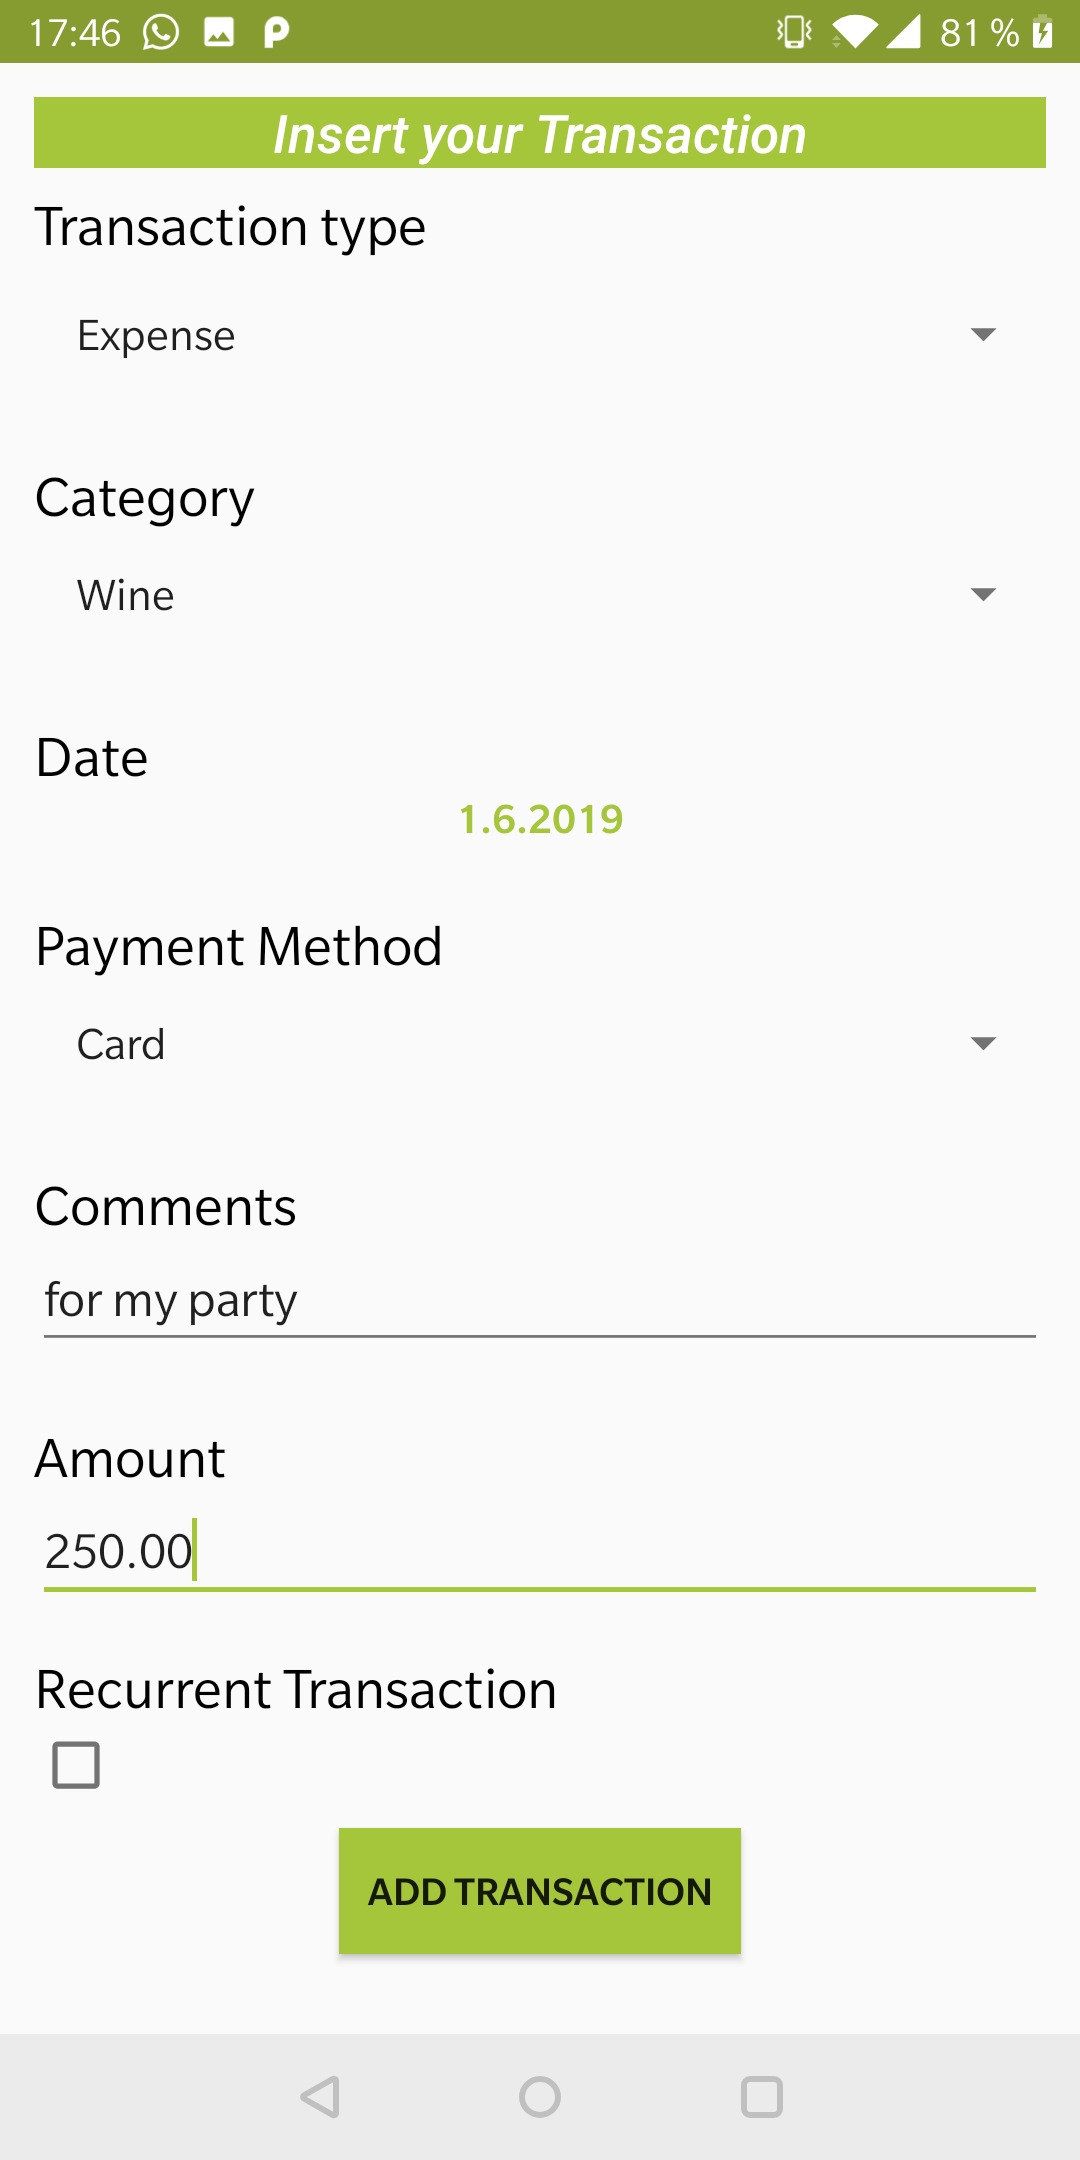 17:46 81 %
Insert your Transaction
Transaction type
Expense
Category
Wine
Date
1.6.2019
Payment Method
Card
Comments
for my party
Amount
250.00
Recurrent Transaction
ADD TRANSACTION